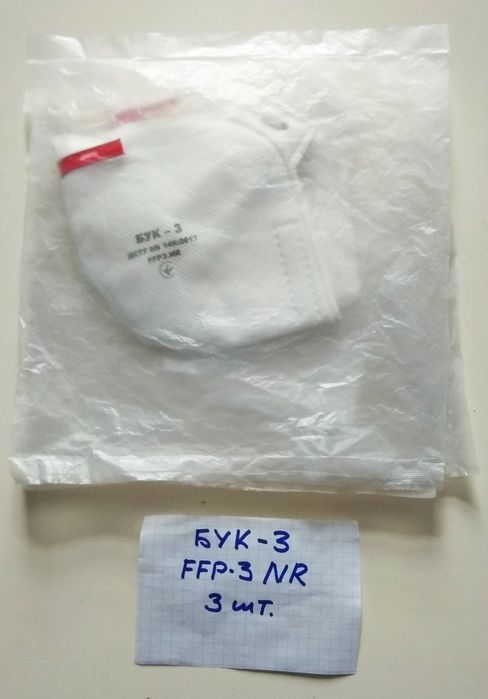 БУК - 3
ДСТУ EN 149:2017
FFP3 NR
БУК-3
FFP-3 NR
3 шт.